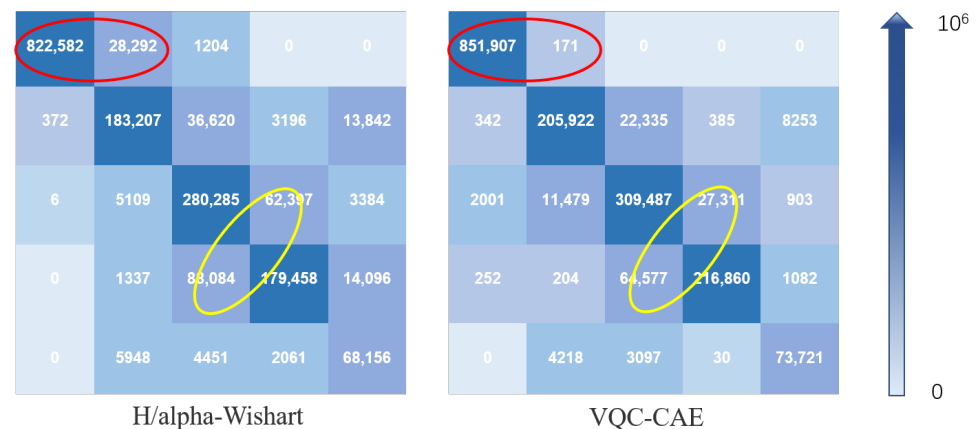 822,582 28,292 1204 0 0
372 183,207 36,620 3196 13,842
6 5109 280,285 62,397 3384
0 1337 83,084 179,458 14,096
0 5948 4451 2061 68,156
H/alpha-Wishart
851,907 171 0 0 0
342 205,922 22,335 385 8253
2001 11,479 309,487 27,311 903
252 204 64,577 216,860 1082
0 4218 3097 30 73,721
VQC-CAE
10⁶
0